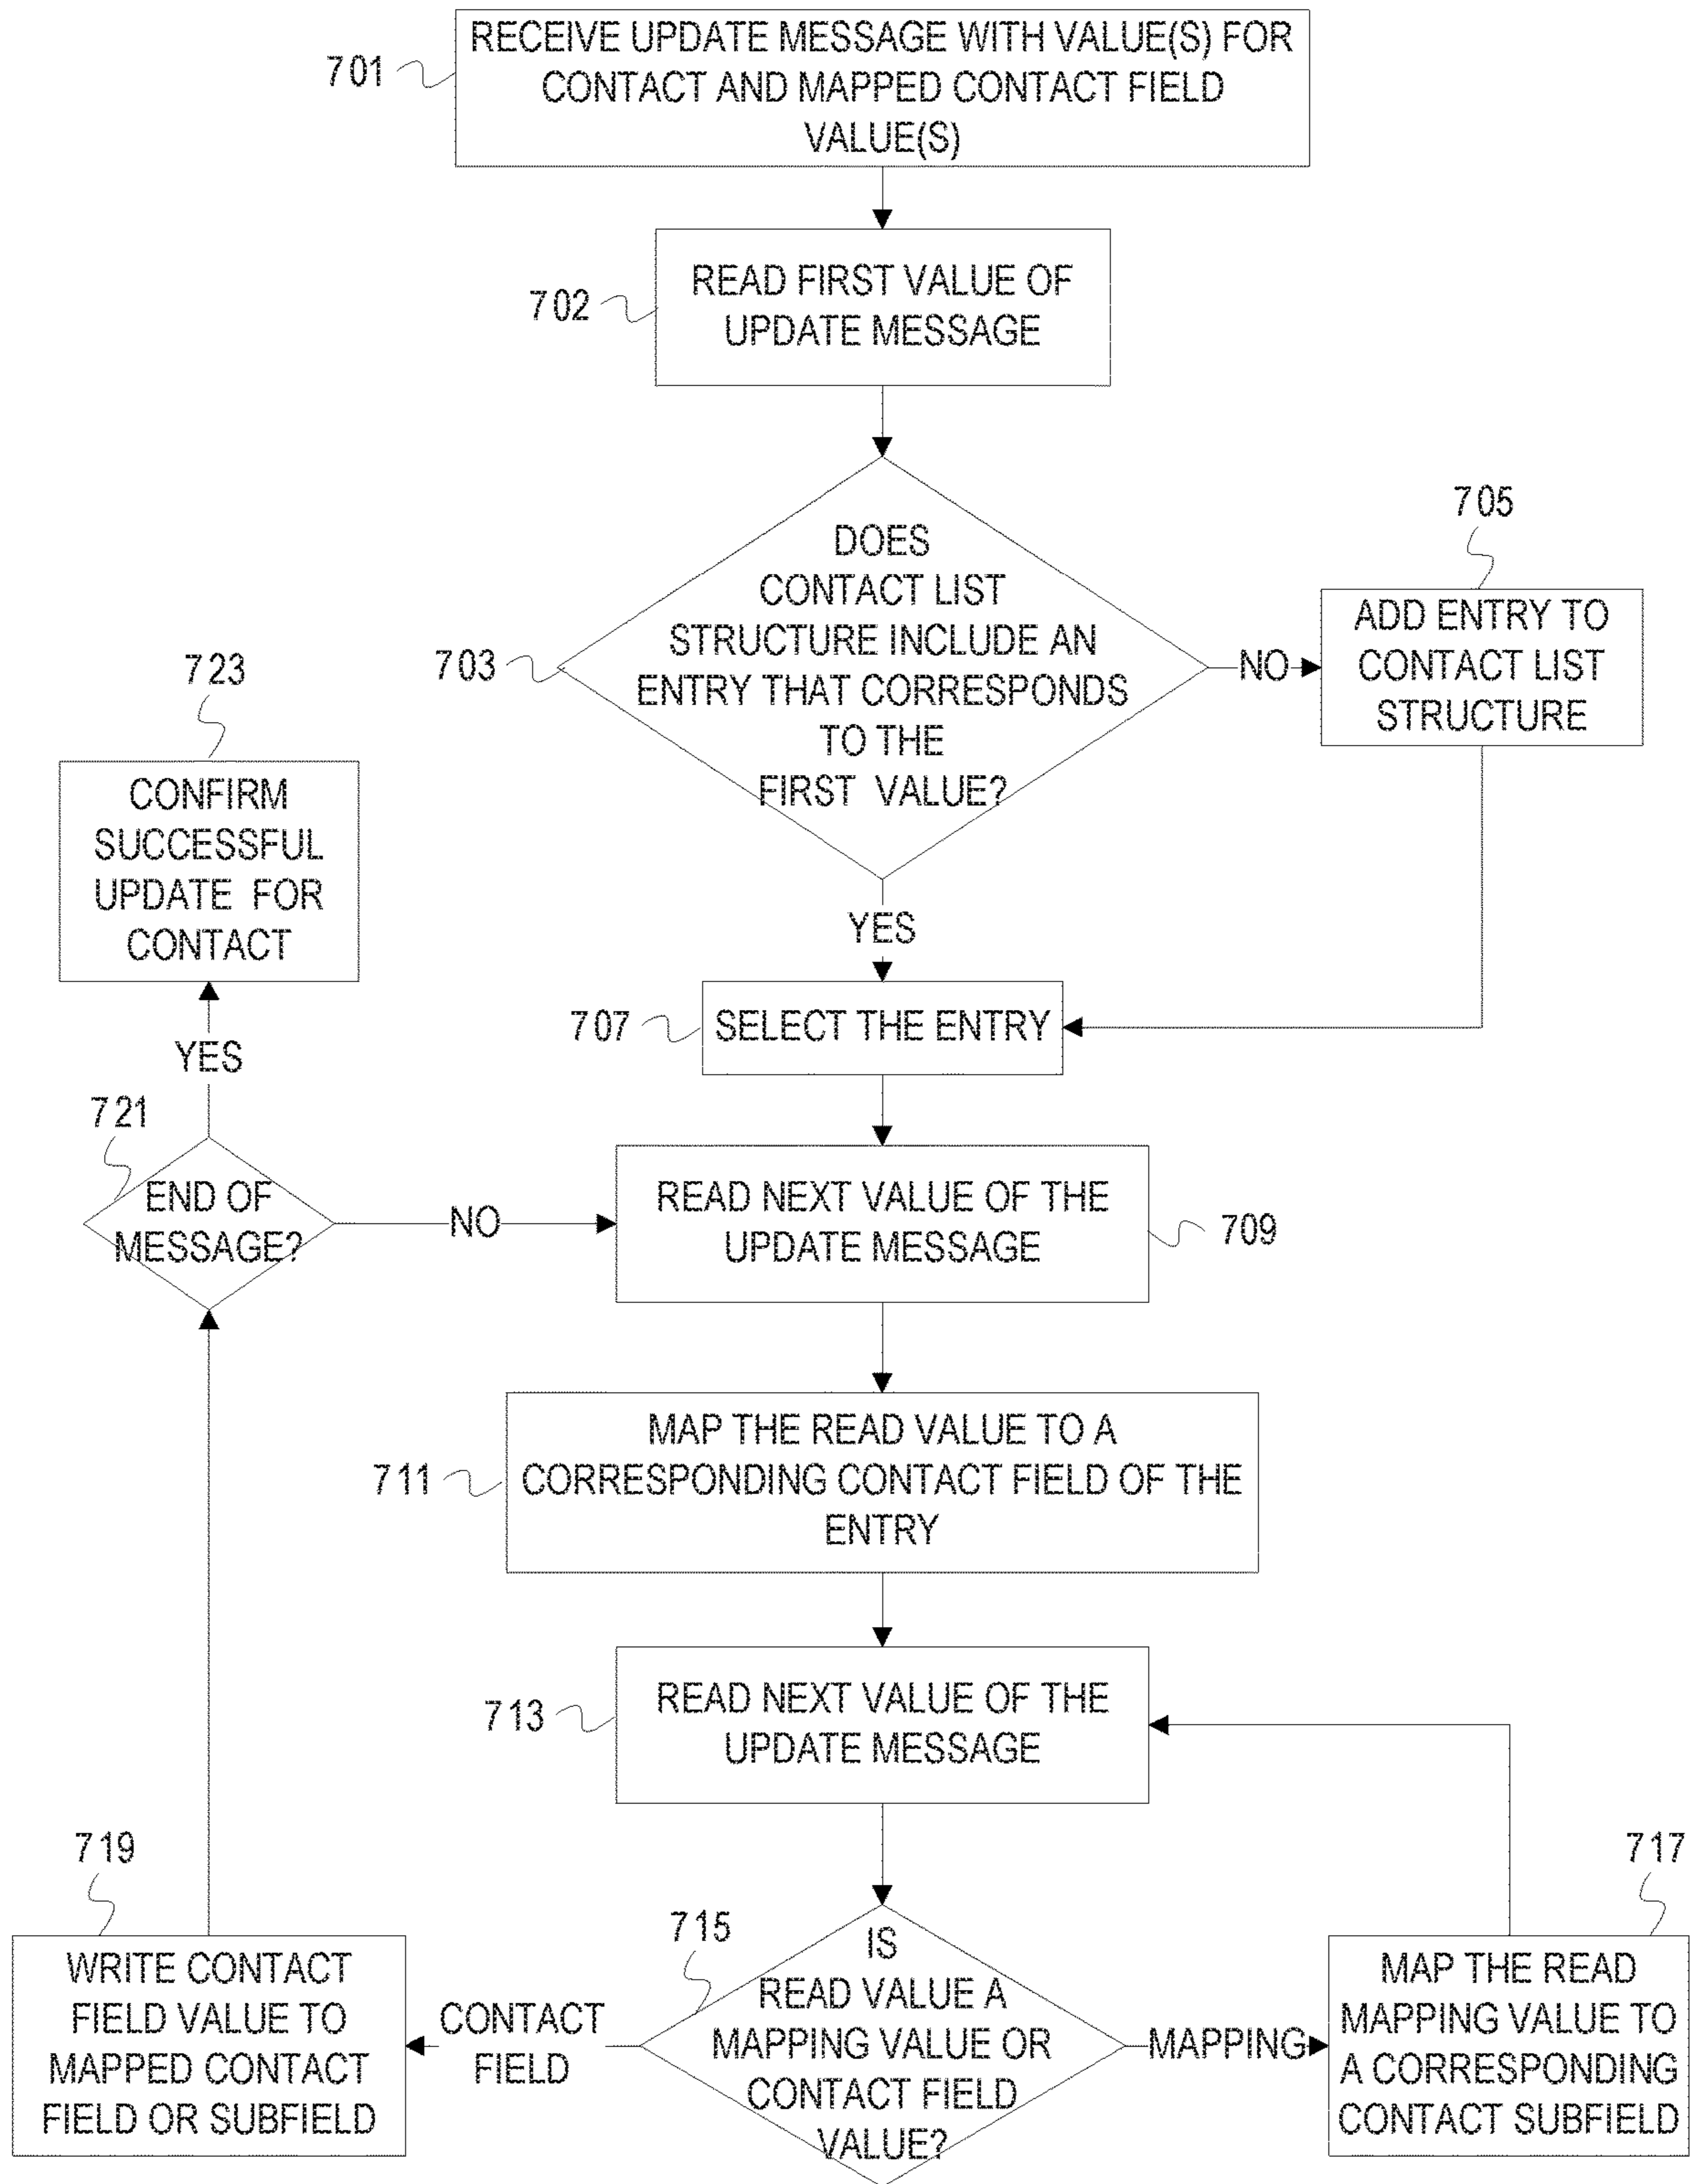 701
RECEIVE UPDATE MESSAGE WITH VALUE(S) FOR
CONTACT AND MAPPED CONTACT FIELD
VALUE(S)
702
READ FIRST VALUE OF
UPDATE MESSAGE
703
DOES
CONTACT LIST
STRUCTURE INCLUDE AN
ENTRY THAT CORRESPONDS
TO THE
FIRST VALUE?
NO
705
ADD ENTRY TO
CONTACT LIST
STRUCTURE
YES
707
SELECT THE ENTRY
709
READ NEXT VALUE OF THE
UPDATE MESSAGE
711
MAP THE READ VALUE TO A
CORRESPONDING CONTACT FIELD OF THE
ENTRY
713
READ NEXT VALUE OF THE
UPDATE MESSAGE
715
IS
READ VALUE A
MAPPING VALUE OR
CONTACT FIELD
VALUE?
MAPPING
717
MAP THE READ
MAPPING VALUE TO
A CORRESPONDING
CONTACT SUBFIELD
CONTACT
FIELD
719
WRITE CONTACT
FIELD VALUE TO
MAPPED CONTACT
FIELD OR SUBFIELD
721
END OF
MESSAGE?
NO
YES
723
CONFIRM
SUCCESSFUL
UPDATE FOR
CONTACT